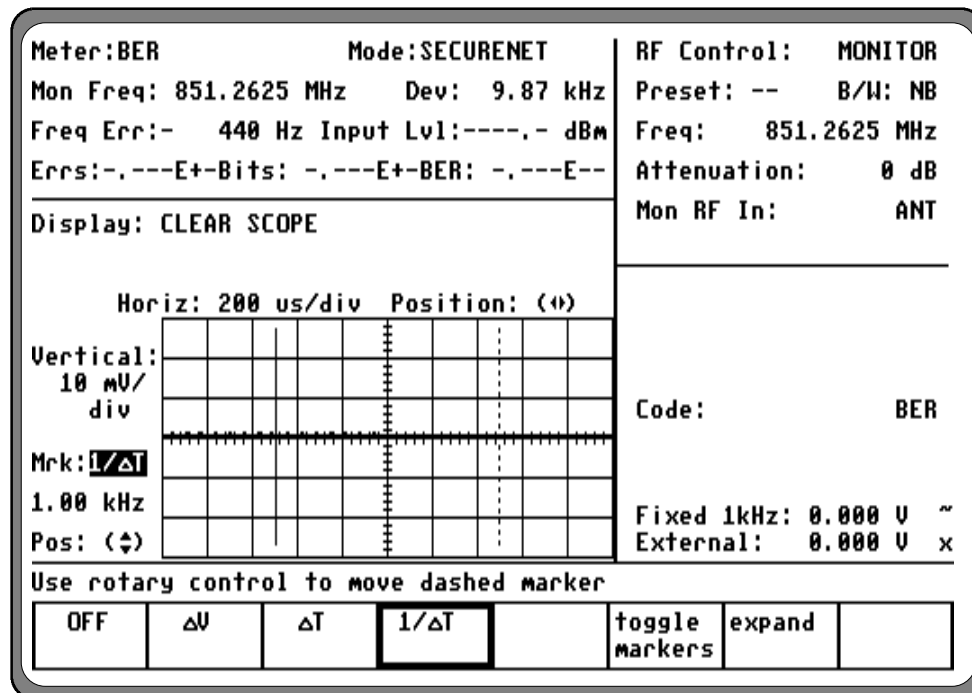 Meter:BER Mode:SECURENET
Mon Freq: 851.2625 MHz Dev: 9.87 kHz
Freq Err:- 440 Hz Input Lvl:----.- dBm
Errs:-.---E+-Bits: -.---E+-BER: -.---E--
Display: CLEAR SCOPE
Horiz: 200 us/div Position: (◂▸)
Vertical:
10 mV/
div
Mrk:1/△T
1.00 kHz
Pos: (▴▾)
RF Control: MONITOR
Preset: -- B/W: NB
Freq: 851.2625 MHz
Attenuation: 0 dB
Mon RF In: ANT
Code: BER
Fixed 1kHz: 0.000 V ~
External: 0.000 V x
Use rotary control to move dashed marker
OFF
△V
△T
1/△T
toggle
markers
expand